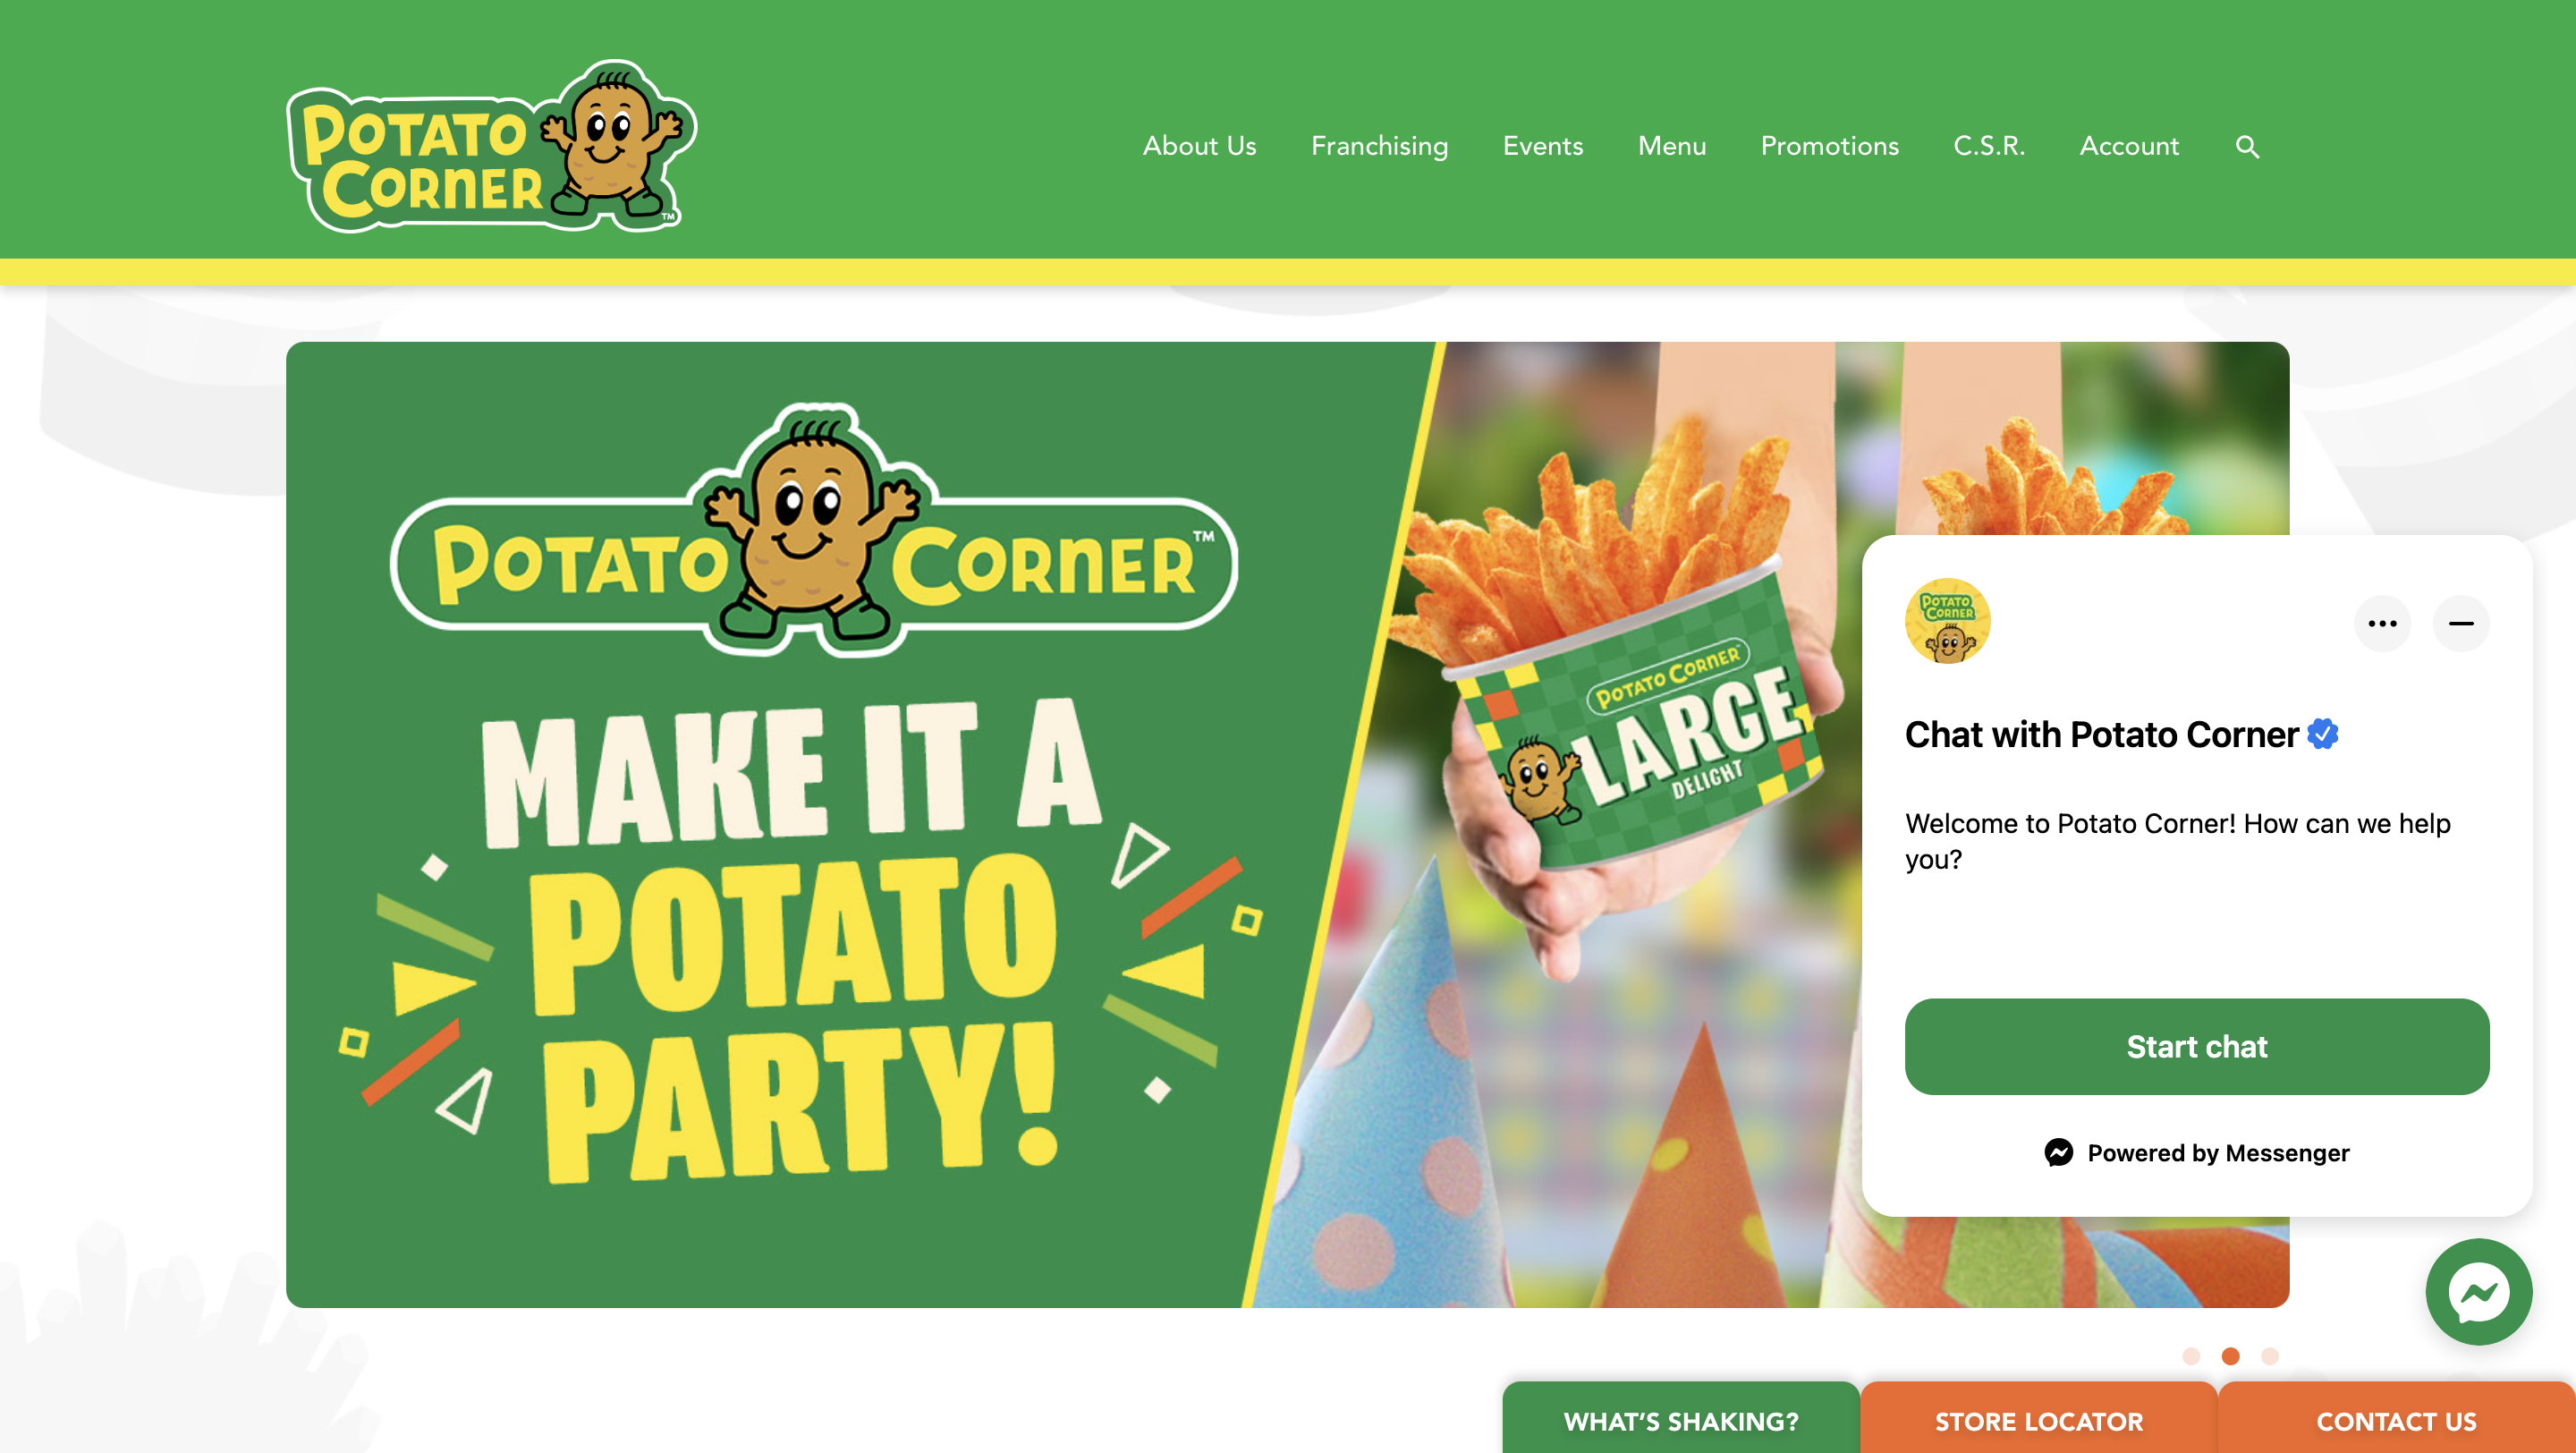 POTATO
CORNER
TM
About Us
Franchising
Events
Menu
Promotions
C.S.R.
Account
POTATO CORNER
TM
MAKE IT A
POTATO
PARTY!
POTATO CORNER
LARGE
DELIGHT
POTATO
CORNER
Chat with Potato Corner
Welcome to Potato Corner! How can we help
you?
Start chat
Powered by Messenger
WHAT'S SHAKING?
STORE LOCATOR
CONTACT US